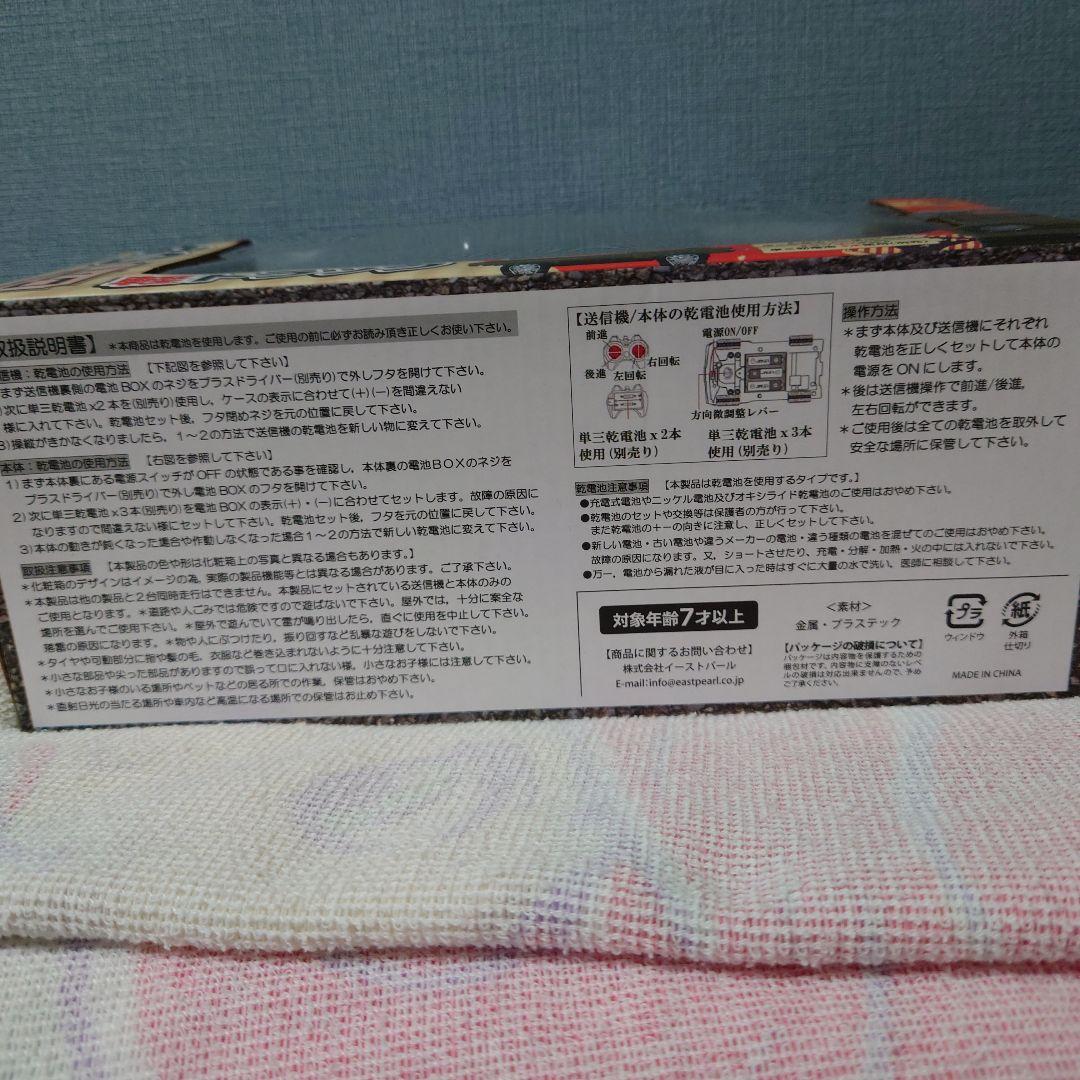 取扱説明書】 *本商品は乾電池を使用します。ご使用の前に必ずお読み頂き正しくお使い下さい。
信機：乾電池の使用方法 【下記図を参照して下さい】
まず送信機裏側の電池BOXのネジをプラスドライバー(別売り)で外しフタを開けて下さい。
)次に単三乾電池x2本を(別売り)使用し、ケースの表示に合わせて(+)(-)を間違えない
様に入れて下さい。乾電池セット後、フタ閉めネジを元の位置に戻して下さい。
3)操縦がきかなくなりましたら、1～2の方法で送信機の乾電池を新しい物に変えて下さい。
本体：乾電池の使用方法 【右図を参照して下さい】
1)まず本体裏にある電源スイッチがOFFの状態である事を確認し、本体裏の電池BOXのネジを
プラスドライバー(別売り)で外し電池BOXのフタを開けて下さい。
2)次に単三電池x3本(別売り)を電池BOXの表示(+)・(-)に合わせてセットします。故障の原因に
なりますので間違えない様にセットして下さい。乾電池セット後、フタを元の位置に戻して下さい。
3)本体の動きが鈍くなった場合や作動しなくなった場合1～2の方法で新しい乾電池に変えて下さい。
取扱注意事項 【本製品の色や形は化粧箱上の写真と異なる場合もあります。】
*化粧箱のデザインはイメージの為、実際の製品機能等とは異なる場合があります。ご了承下さい。
*本製品は他の製品と2台同時走行はできません。本製品にセットされている送信機と本体のみの
ご使用となります。*道路や人ごみでは危険ですので遊ばないで下さい。屋外では、十分に安全な
場所を選んでご使用下さい。*屋外で遊んでいて雷が鳴り出したら、直ぐに使用を中止して下さい。
発雷の原因になります。*物や人にぶつけたり、振り回すなど乱暴な遊びをしないで下さい。
*タイヤや可動部分に指や髪の毛、衣服など巻き込まれないように十分注意して下さい。
*小さな部品や尖った部品がありますので誤って口に入れない様。小さなお子様には注意して下さい。
*小さなお子様のいる場所やペットなどの居る所での作業、保管はおやめ下さい。
*直射日光の当たる場所や車内など高温になる場所での保管はお止め下さい。
【送信機/本体の乾電池使用方法】
前進
右回転
後進 左回転
電源ON/OFF
方向微調整レバー
単三乾電池x2本
使用(別売り)
単三乾電池x3本
使用(別売り)
操作方法
*まず本体及び送信機にそれぞれ
乾電池を正しくセットして本体の
電源をONにします。
*後は送信機操作で前進/後進,
左右回転ができます。
*ご使用後は全ての乾電池を取外して
安全な場所に保管して下さい。
乾電池注意事項 【本製品は乾電池を使用するタイプです。】
●充電式電池やニッケル電池及びオキシライド乾電池のご使用はおやめ下さい。
●乾電池のセットや交換等は保護者の方が行って下さい。
また乾電池の+-の向きに注意し、正しくセットして下さい。
●新しい電池・古い電池や違うメーカーの電池・違う種類の電池を混ぜてのご使用はおやめ下さい。
故障の原因になります。又、ショートさせたり、充電・分解・加熱・火の中には入れないで下さい。
●万一、電池から漏れた液が目に入った時はすぐに大量の水で洗い、医師に相談して下さい。
対象年齢7才以上
【商品に関するお問い合わせ】
株式会社イーストパール
E-mail:info@eastpearl.co.jp
<素材>
金属・プラステック
【パッケージの破損について】
パッケージは内容物を保護するための
梱包材です。内容物に支障のないレベ
ルの破損は対応出来ませんので、予め
ご了承ください。
プラ
ウィンドウ
紙
外箱
仕切り
MADE IN CHINA